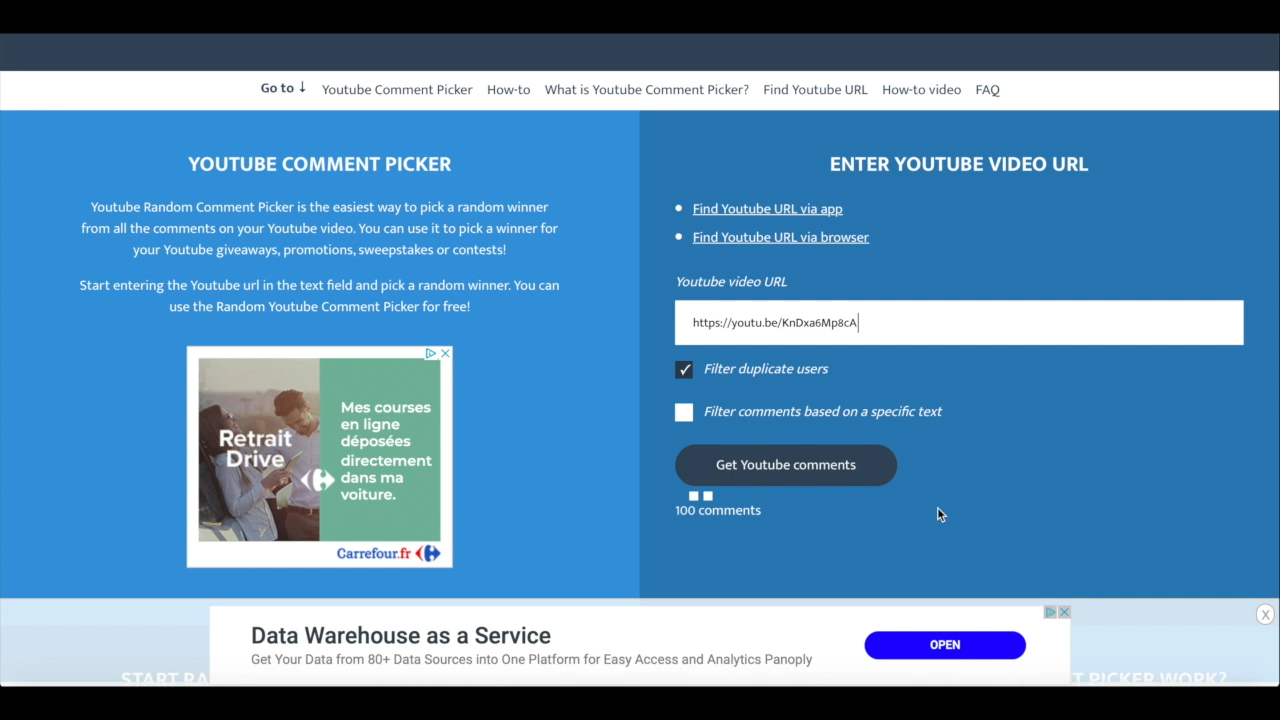 Go to ↓ Youtube Comment Picker How-to What is Youtube Comment Picker? Find Youtube URL How-to video FAQ
YOUTUBE COMMENT PICKER
Youtube Random Comment Picker is the easiest way to pick a random winner
from all the comments on your Youtube video. You can use it to pick a winner for
your Youtube giveaways, promotions, sweepstakes or contests!
Start entering the Youtube url in the text field and pick a random winner. You can
use the Random Youtube Comment Picker for free!
Retrait
Drive
Mes courses
en ligne
déposées
directement
dans ma
voiture.
Carrefour.fr
ENTER YOUTUBE VIDEO URL
Find Youtube URL via app
Find Youtube URL via browser
Youtube video URL
https://youtu.be/KnDxa6Mp8cA
Filter duplicate users
Filter comments based on a specific text
Get Youtube comments
100 comments
X
Data Warehouse as a Service
Get Your Data from 80+ Data Sources into One Platform for Easy Access and Analytics Panoply
OPEN
START RA
T PICKER WORK?